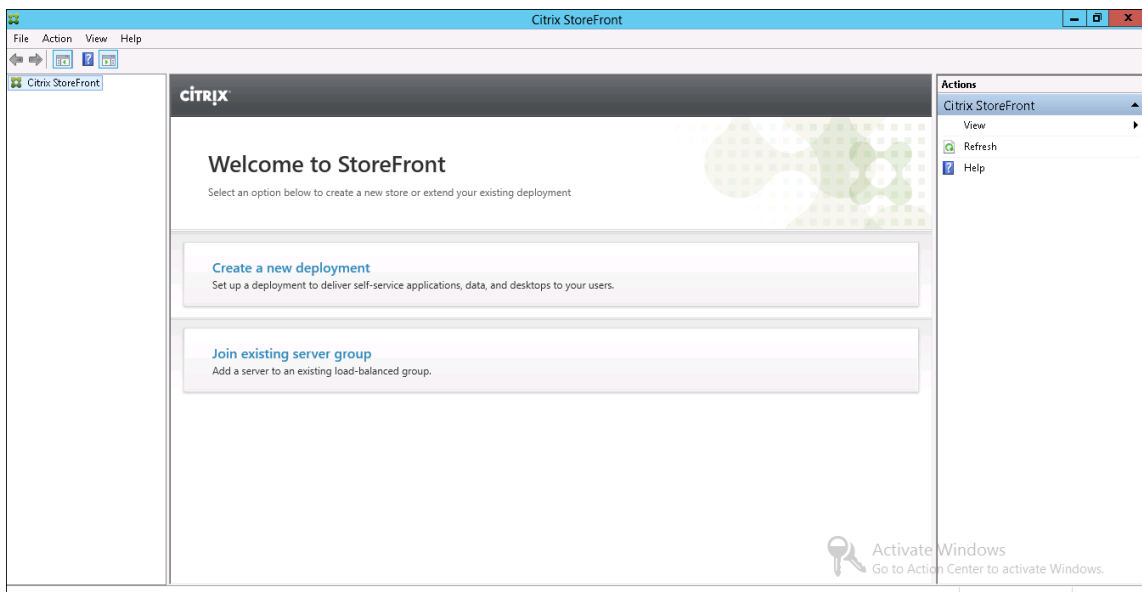 Citrix StoreFront
File Action View Help
Citrix StoreFront
CITRIX
Welcome to StoreFront
Select an option below to create a new store or extend your existing deployment
Create a new deployment
Set up a deployment to deliver self-service applications, data, and desktops to your users.
Join existing server group
Add a server to an existing load-balanced group.
Actions
Citrix StoreFront
View
Refresh
Help
Activate Windows
Go to Action Center to activate Windows.